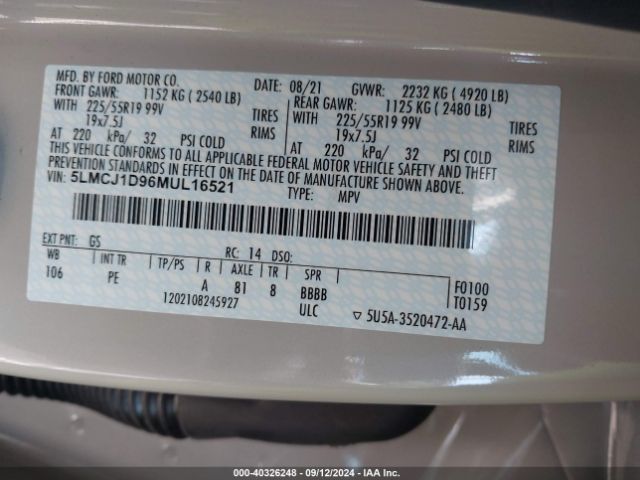 MFD. BY FORD MOTOR CO.
DATE: 08/21 GVWR: 2232 KG ( 4920 LB)
FRONT GAWR: 1152 KG ( 2540 LB) REAR GAWR: 1125 KG ( 2480 LB)
WITH 225/55R19 99V TIRES WITH 225/55R19 99V TIRES
19x7.5J RIMS 19x7.5J RIMS
AT 220 kPa/ 32 PSI COLD AT 220 kPa/ 32 PSI COLD
THIS VEHICLE CONFORMS TO ALL APPLICABLE FEDERAL MOTOR VEHICLE SAFETY AND THEFT
PREVENTION STANDARDS IN EFFECT ON THE DATE OF MANUFACTURE SHOWN ABOVE.
VIN: 5LMCJ1D96MUL16521 TYPE: MPV
EXT PNT: GS RC: 14 DSO:
WB INT TR TP/PS R AXLE TR SPR
106 PE A 81 8 BBBB
F0100
T0159
1202108245927 ULC ▽ 5U5A-3520472-AA
000-40326248 - 09/12/2024 - IAA Inc.